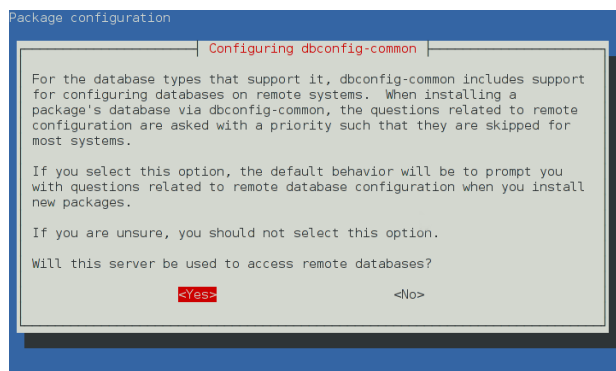 Package configuration
Configuring dbconfig-common
For the database types that support it, dbconfig-common includes support
for configuring databases on remote systems.  When installing a
package's database via dbconfig-common, the questions related to remote
configuration are asked with a priority such that they are skipped for
most systems.
If you select this option, the default behavior will be to prompt you
with questions related to remote database configuration when you install
new packages.
If you are unsure, you should not select this option.
Will this server be used to access remote databases?
<Yes> <No>